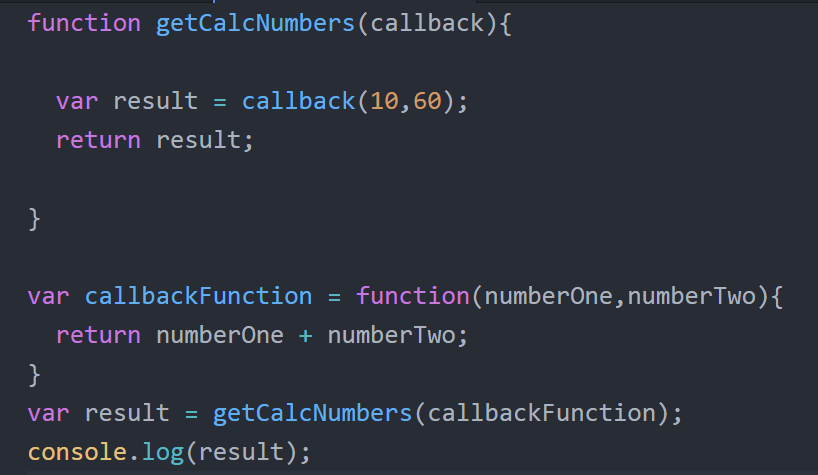 function getCalcNumbers(callback){
var result = callback(10,60);
return result;
}
var callbackFunction = function(numberOne,numberTwo){
return numberOne + numberTwo;
}
var result = getCalcNumbers(callbackFunction);
console.log(result);